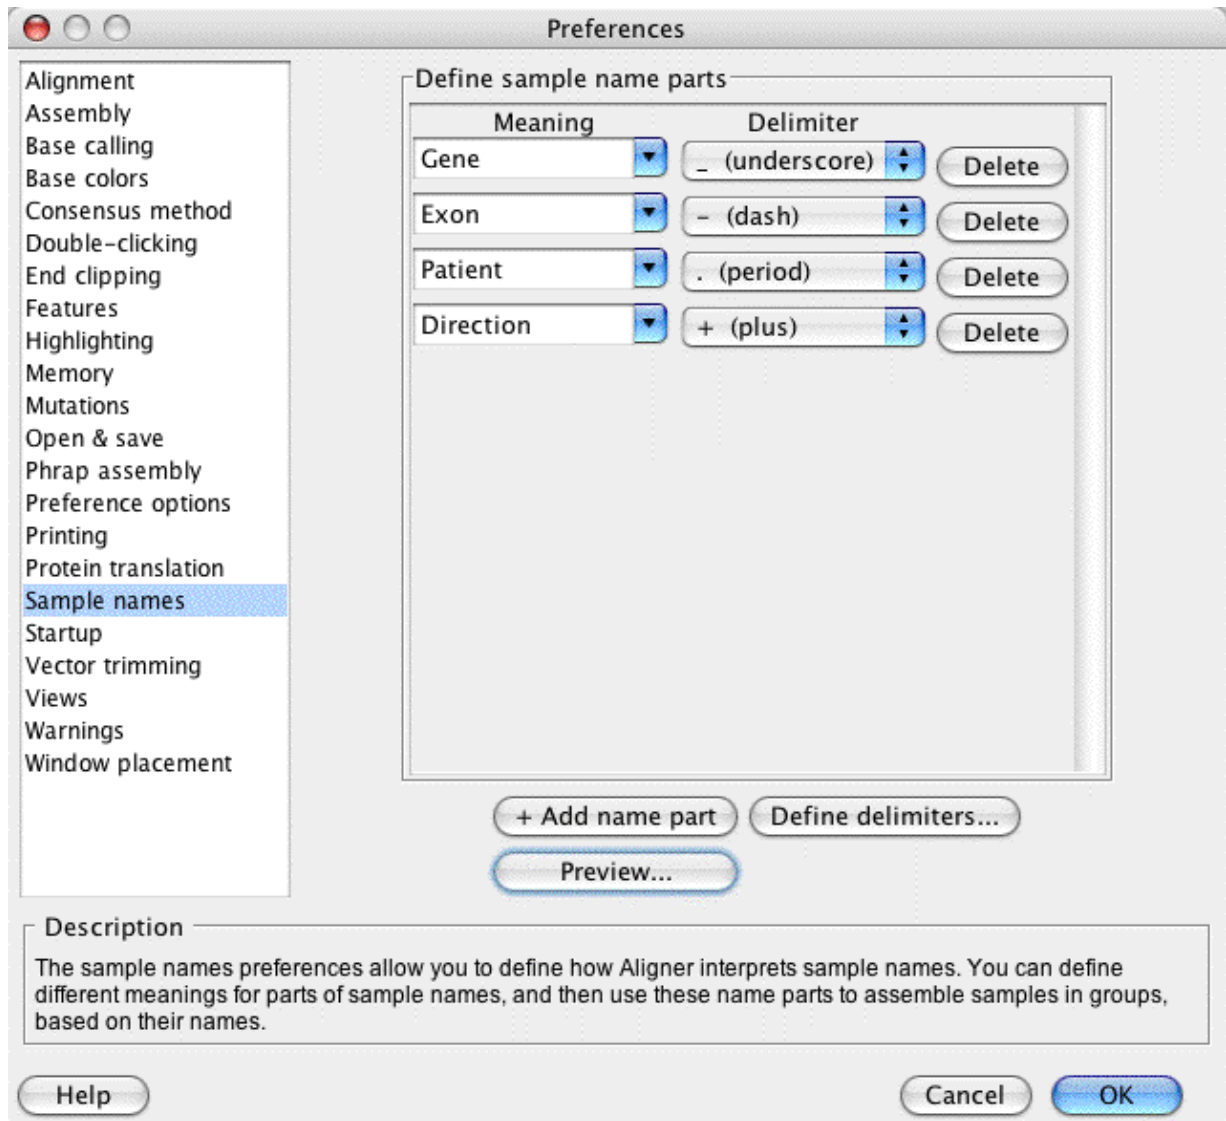 Preferences
Alignment
Assembly
Base calling
Base colors
Consensus method
Double-clicking
End clipping
Features
Highlighting
Memory
Mutations
Open & save
Phrap assembly
Preference options
Printing
Protein translation
Sample names
Startup
Vector trimming
Views
Warnings
Window placement
Define sample name parts
Meaning Delimiter
Gene _ (underscore) Delete
Exon - (dash) Delete
Patient . (period) Delete
Direction + (plus) Delete
+ Add name part Define delimiters...
Preview...
Description
The sample names preferences allow you to define how Aligner interprets sample names. You can define
different meanings for parts of sample names, and then use these name parts to assemble samples in groups,
based on their names.
Help Cancel OK